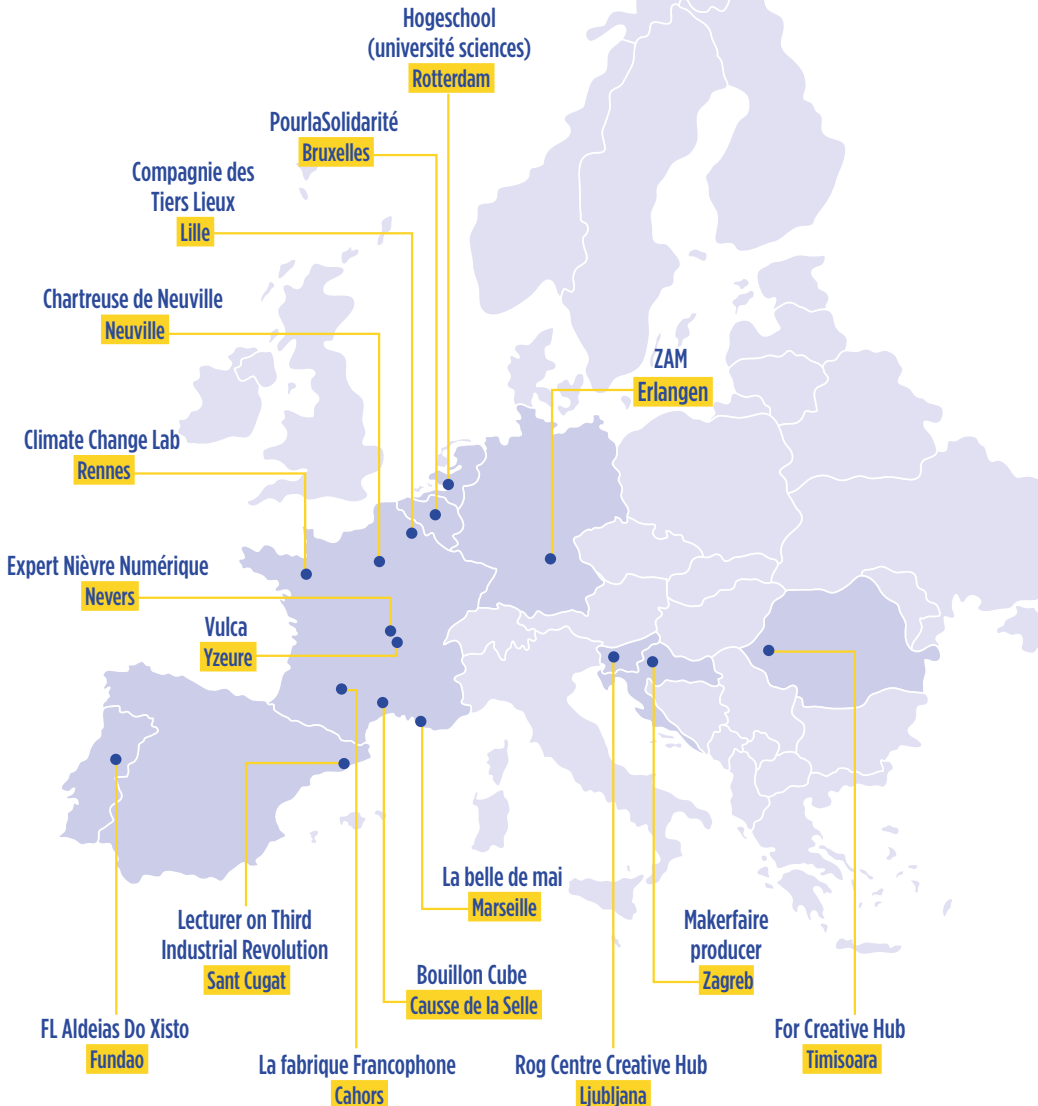 Hogeschool
(université sciences)
Rotterdam
PourlaSolidarité
Bruxelles
Compagnie des
Tiers Lieux
Lille
Chartreuse de Neuville
Neuville
ZAM
Erlangen
Climate Change Lab
Rennes
Expert Nièvre Numérique
Nevers
Vulca
Yzeure
La belle de mai
Marseille
Lecturer on Third
Industrial Revolution
Sant Cugat
Makerfaire
producer
Zagreb
Bouillon Cube
Causse de la Selle
FL Aldeias Do Xisto
Fundao
For Creative Hub
Timisoara
La fabrique Francophone
Cahors
Rog Centre Creative Hub
Ljubljana